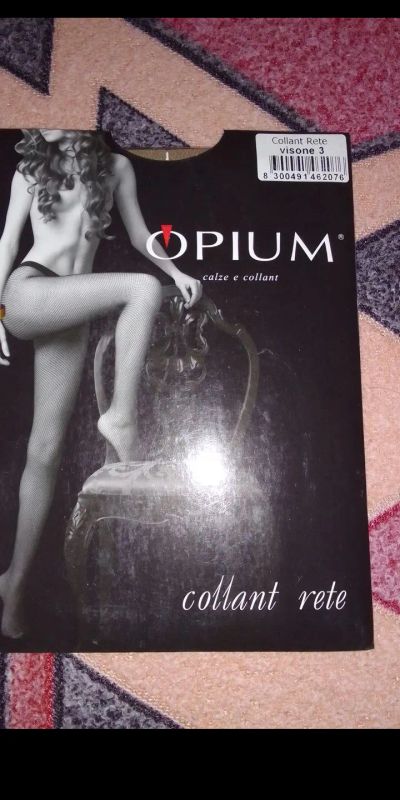 Collant Rete
visone 3
8 300491 462076
OPIUM®
calze e collant
collant rete